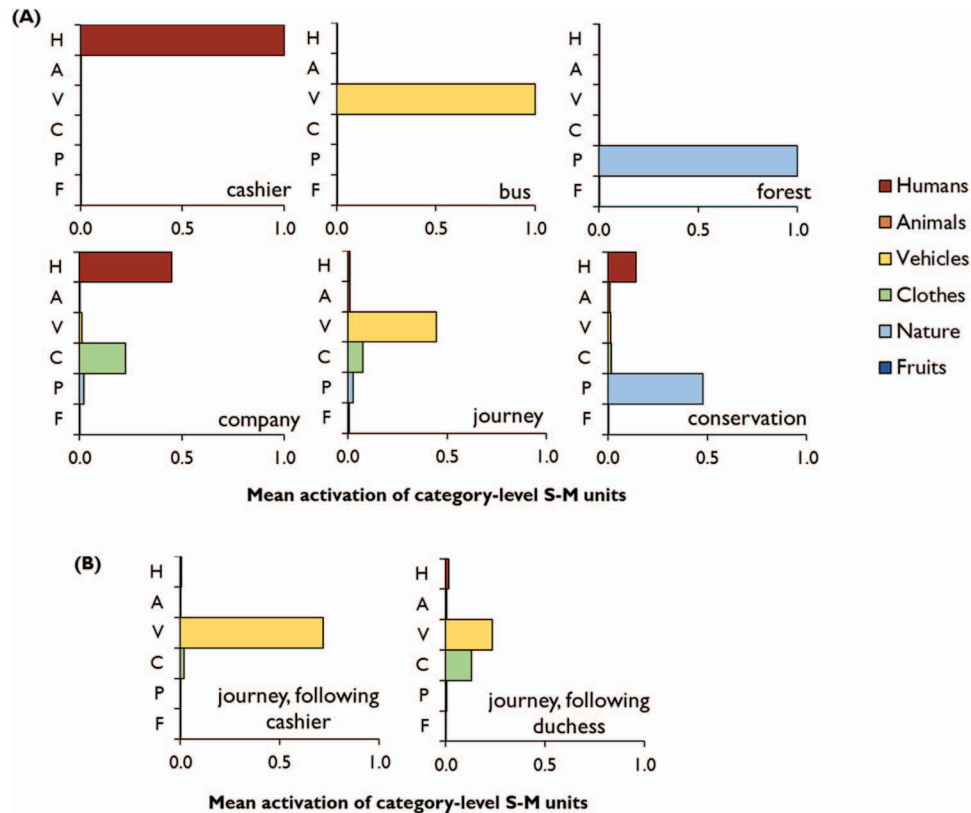 (A)
H
A
V
C
P
F
cashier
0.0 0.5 1.0
H
A
V
C
P
F
bus
0.0 0.5 1.0
H
A
V
C
P
F
forest
0.0 0.5 1.0
Humans
Animals
Vehicles
Clothes
Nature
Fruits
H
A
V
C
P
F
company
0.0 0.5 1.0
H
A
V
C
P
F
journey
0.0 0.5 1.0
H
A
V
C
P
F
conservation
0.0 0.5 1.0
Mean activation of category-level S-M units
(B)
H
A
V
C
P
F
journey, following
cashier
0.0 0.5 1.0
H
A
V
C
P
F
journey, following
duchess
0.0 0.5 1.0
Mean activation of category-level S-M units